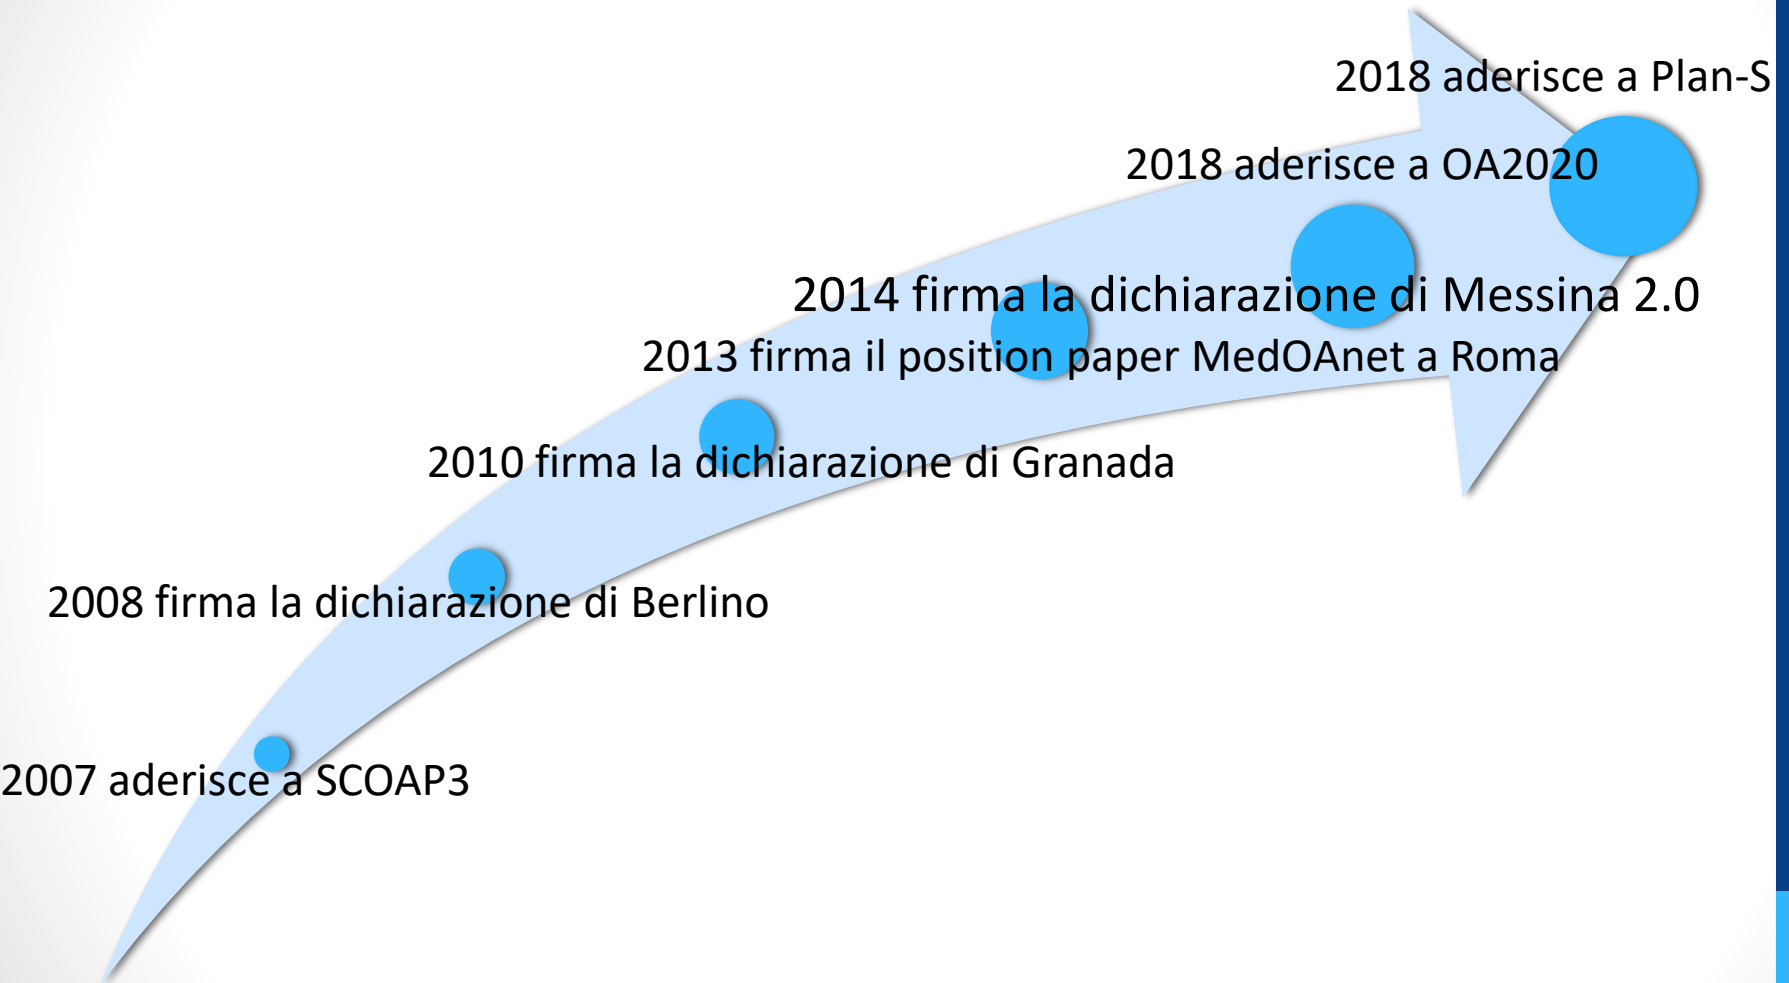 2018 aderisce a Plan-S
2018 aderisce a OA2020
2014 firma la dichiarazione di Messina 2.0
2013 firma il position paper MedOAnet a Roma
2010 firma la dichiarazione di Granada
2008 firma la dichiarazione di Berlino
2007 aderisce a SCOAP3